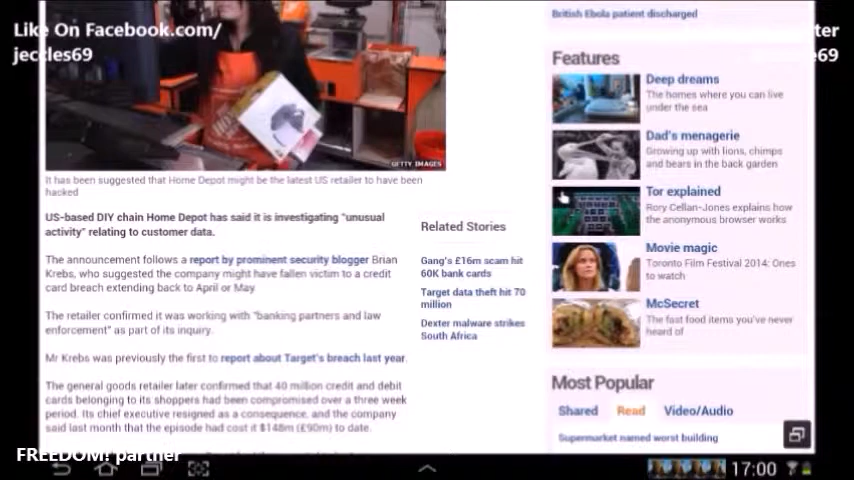 Like On Facebook.com/
jeccles69
tter
69
GETTY IMAGES
It has been suggested that Home Depot might be the latest US retailer to have been
hacked
US-based DIY chain Home Depot has said it is investigating "unusual
activity" relating to customer data.
The announcement follows a report by prominent security blogger Brian
Krebs, who suggested the company might have fallen victim to a credit
card breach extending back to April or May
The retailer confirmed it was working with "banking partners and law
enforcement" as part of its inquiry.
Mr Krebs was previously the first to report about Target's breach last year.
The general goods retailer later confirmed that 40 million credit and debit
cards belonging to its shoppers had been compromised over a three week
period. Its chief executive resigned as a consequence, and the company
said last month that the episode had cost it $148m (£90m) to date.
Related Stories
Gang's £16m scam hit
60K bank cards
Target data theft hit 70
million
Dexter malware strikes
South Africa
British Ebola patient discharged
Features
Deep dreams
The homes where you can live
under the sea
Dad's menagerie
Growing up with lions, chimps
and bears in the back garden
Tor explained
Rory Cellan-Jones explains how
the anonymous browser works
Movie magic
Toronto Film Festival 2014: Ones
to watch
McSecret
The fast food items you've never
heard of
Most Popular
Shared Read Video/Audio
Supermarket named worst building
FREEDOM! partner
17:00